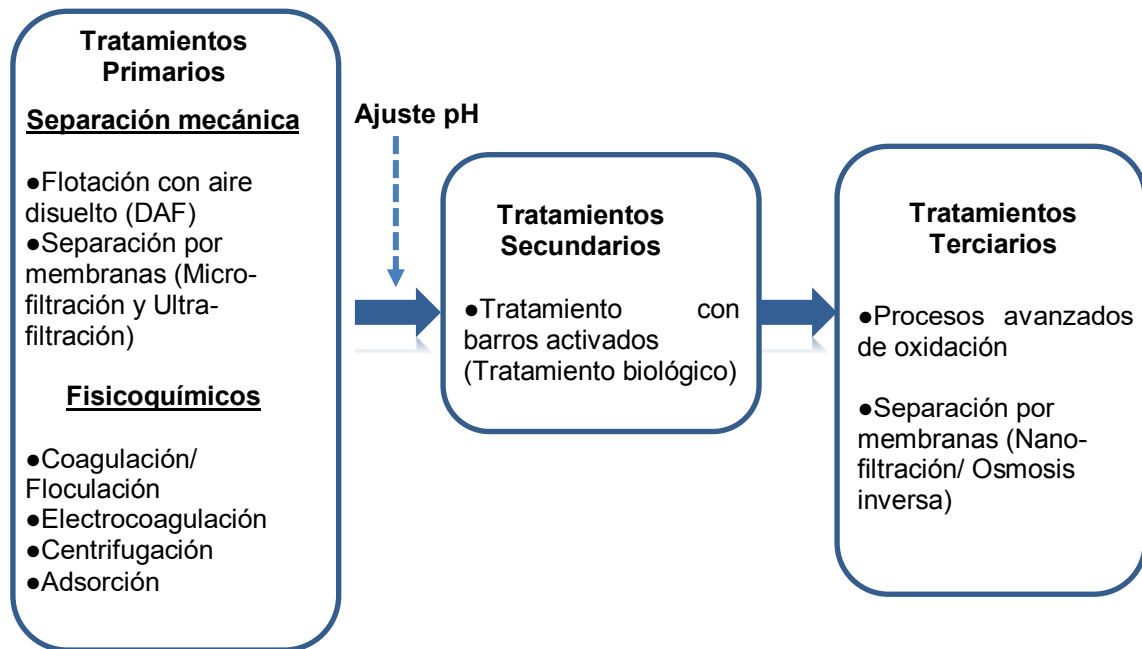 Tratamientos
Primarios
Separación mecánica
●Flotación con aire
disuelto (DAF)
●Separación por
membranas (Micro-
filtración y Ultra-
filtración)
Fisicoquímicos
●Coagulación/
Floculación
●Electrocoagulación
●Centrifugación
●Adsorción
Ajuste pH
Tratamientos
Secundarios
●Tratamiento con
barros activados
(Tratamiento biológico)
Tratamientos
Terciarios
●Procesos avanzados
de oxidación
●Separación por
membranas (Nano-
filtración/ Osmosis
inversa)